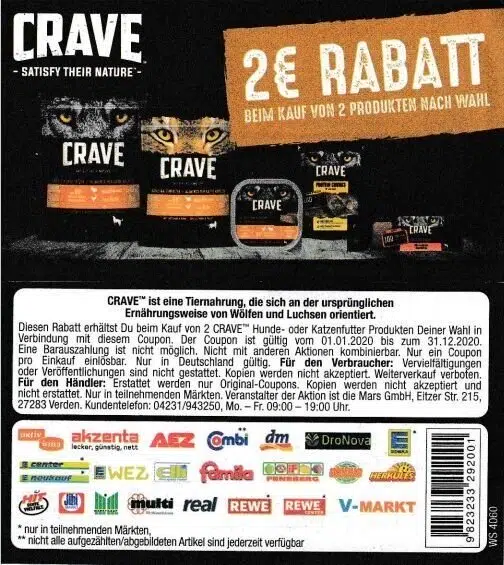 CRAVE™
- SATISFY THEIR NATURE™ -
2€ RABATT
BEIM KAUF VON 2 PRODUKTEN NACH WAHL
CRAVE
CRAVE
CRAVE
CRAVE
CRAVE
CRAVE™ ist eine Tiernahrung, die sich an der ursprünglichen
Ernährungsweise von Wölfen und Luchsen orientiert.
Diesen Rabatt erhältst Du beim Kauf von 2 CRAVE™ Hunde- oder Katzenfutter Produkten Deiner Wahl in
Verbindung mit diesem Coupon. Der Coupon ist gültig vom 01.01.2020 bis zum 31.12.2020.
Eine Barauszahlung ist nicht möglich. Nicht mit anderen Aktionen kombinierbar. Nur ein Coupon
pro Einkauf einlösbar. Nur in Deutschland gültig. Für den Verbraucher: Vervielfältigungen
oder Veröffentlichungen sind nicht gestattet. Kopien werden nicht akzeptiert. Weiterverkauf verboten.
Für den Händler: Erstattet werden nur Original-Coupons. Kopien werden nicht akzeptiert und
nicht erstattet. Nur in teilnehmenden Märkten. Veranstalter der Aktion ist die Mars GmbH, Eitzer Str. 215,
27283 Verden. Kundentelefon: 04231/943250, Mo. – Fr. 09:00 – 19:00 Uhr.
aktiv irma akzenta AEZ Combi dm DroNova E
lecker, günstig, nett
E center
E neukauf
EWEZ famila HERKULES
PENEBERG
HIT multi real REWE REWE V-MARKT
CENTER
* nur in teilnehmenden Märkten,
** nicht alle aufgezählten/abgebildeten Artikel sind jederzeit verfügbar
9 823233 292001
WS 4060